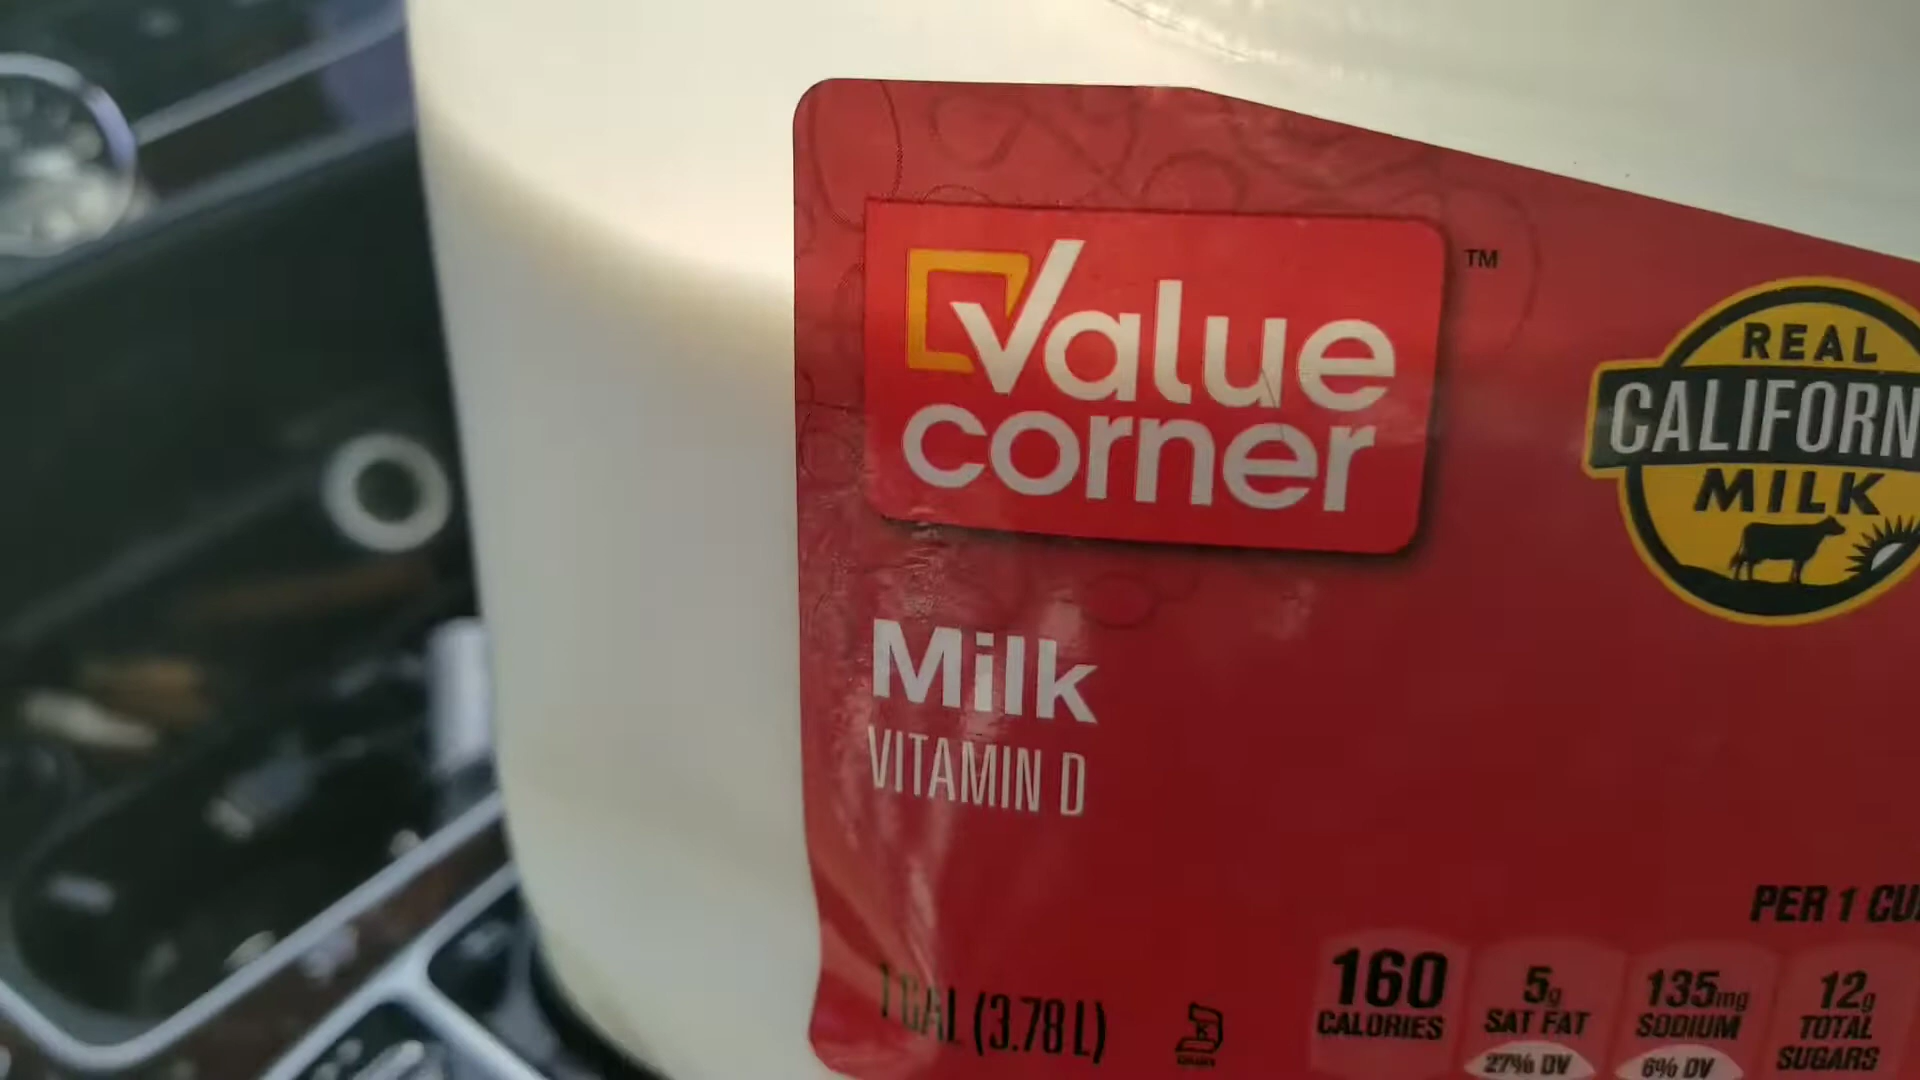 Value
corner
TM
REAL
CALIFORN
MILK
Milk
VITAMIN D
1 GAL (3.78 L)
PER 1 CU
160
CALORIES
5g
SAT FAT
27% DV
135mg
SODIUM
6% DV
12g
TOTAL
SUGARS